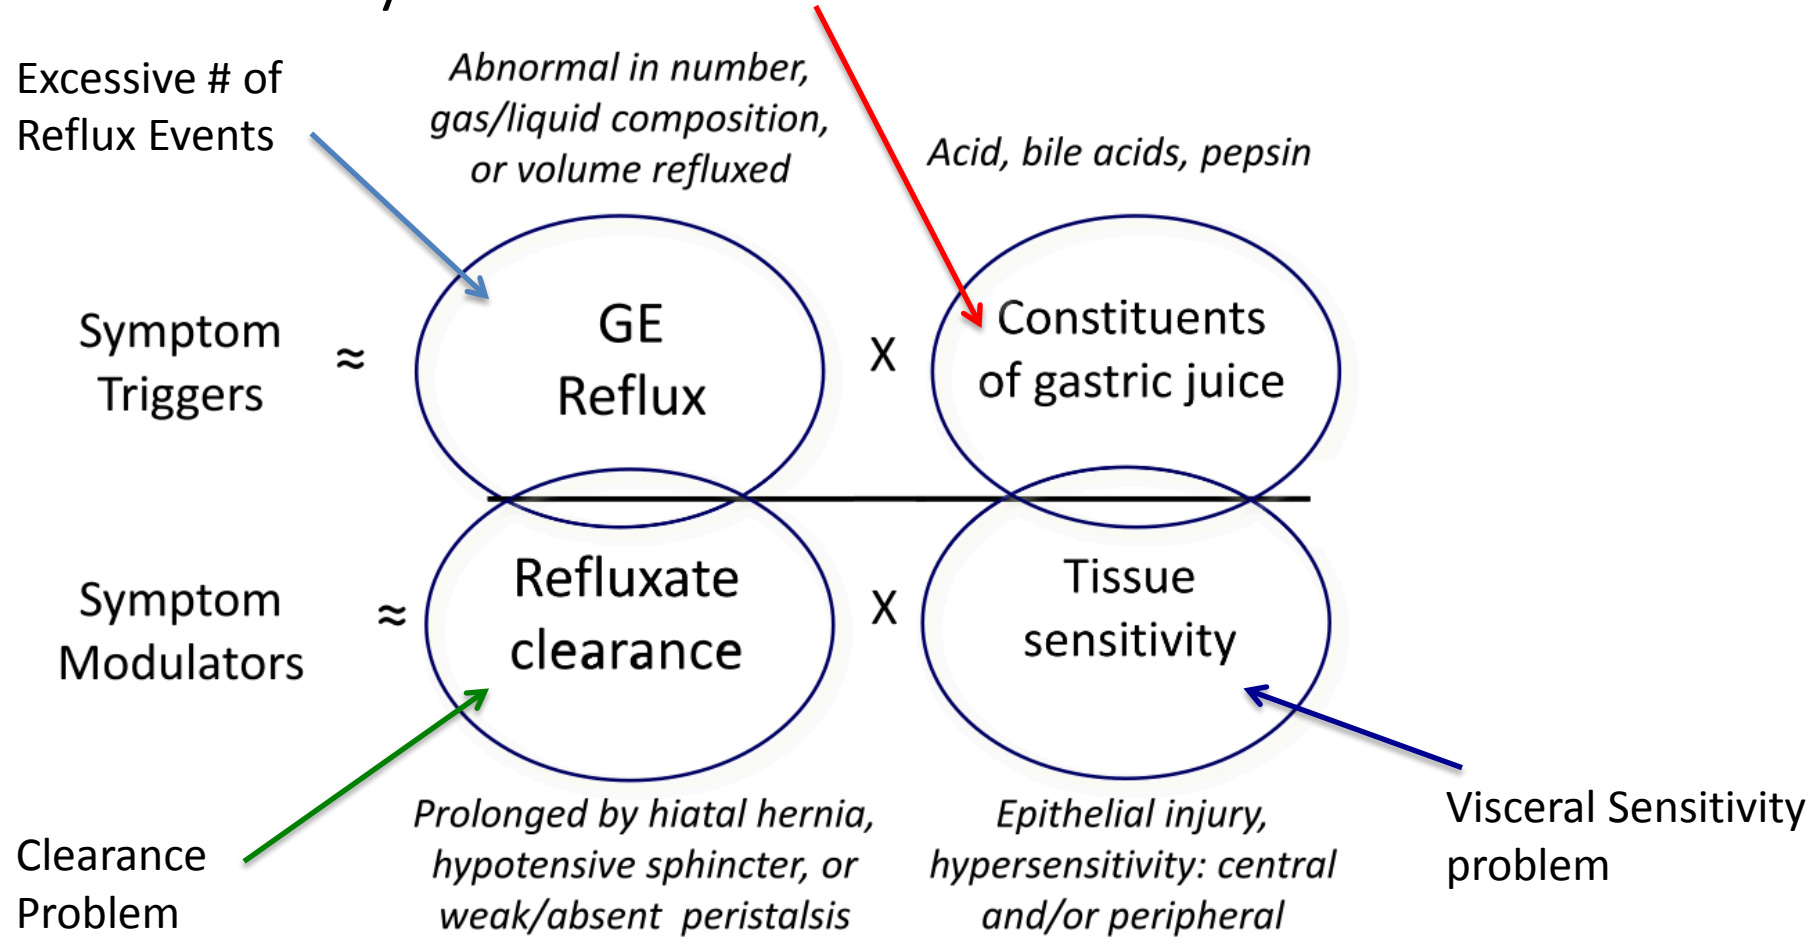 Excessive # of
Reflux Events
Abnormal in number,
gas/liquid composition,
or volume refluxed
Acid, bile acids, pepsin
Symptom
Triggers
≈
GE
Reflux
X
Constituents
of gastric juice
Symptom
Modulators
≈
Refluxate
clearance
X
Tissue
sensitivity
Clearance
Problem
Prolonged by hiatal hernia,
hypotensive sphincter, or
weak/absent peristalsis
Epithelial injury,
hypersensitivity: central
and/or peripheral
Visceral Sensitivity
problem